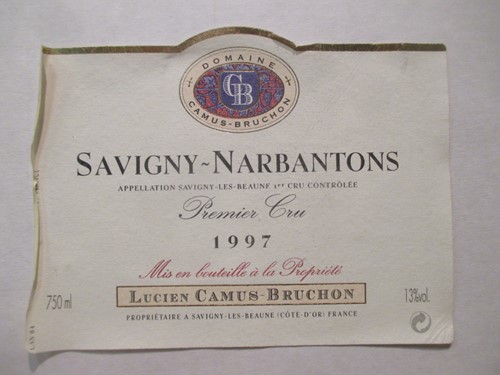 DOMAINE
CB
CAMUS-BRUCHON
SAVIGNY~NARBANTONS
APPELLATION SAVIGNY-LES-BEAUNE 1er CRU CONTRÔLÉE
Premier Cru
1997
Mis en bouteille à la Propriété
750 ml
LUCIEN CAMUS-BRUCHON
13%vol.
PROPRIÉTAIRE A SAVIGNY-LES-BEAUNE (CÔTE-D'OR) FRANCE